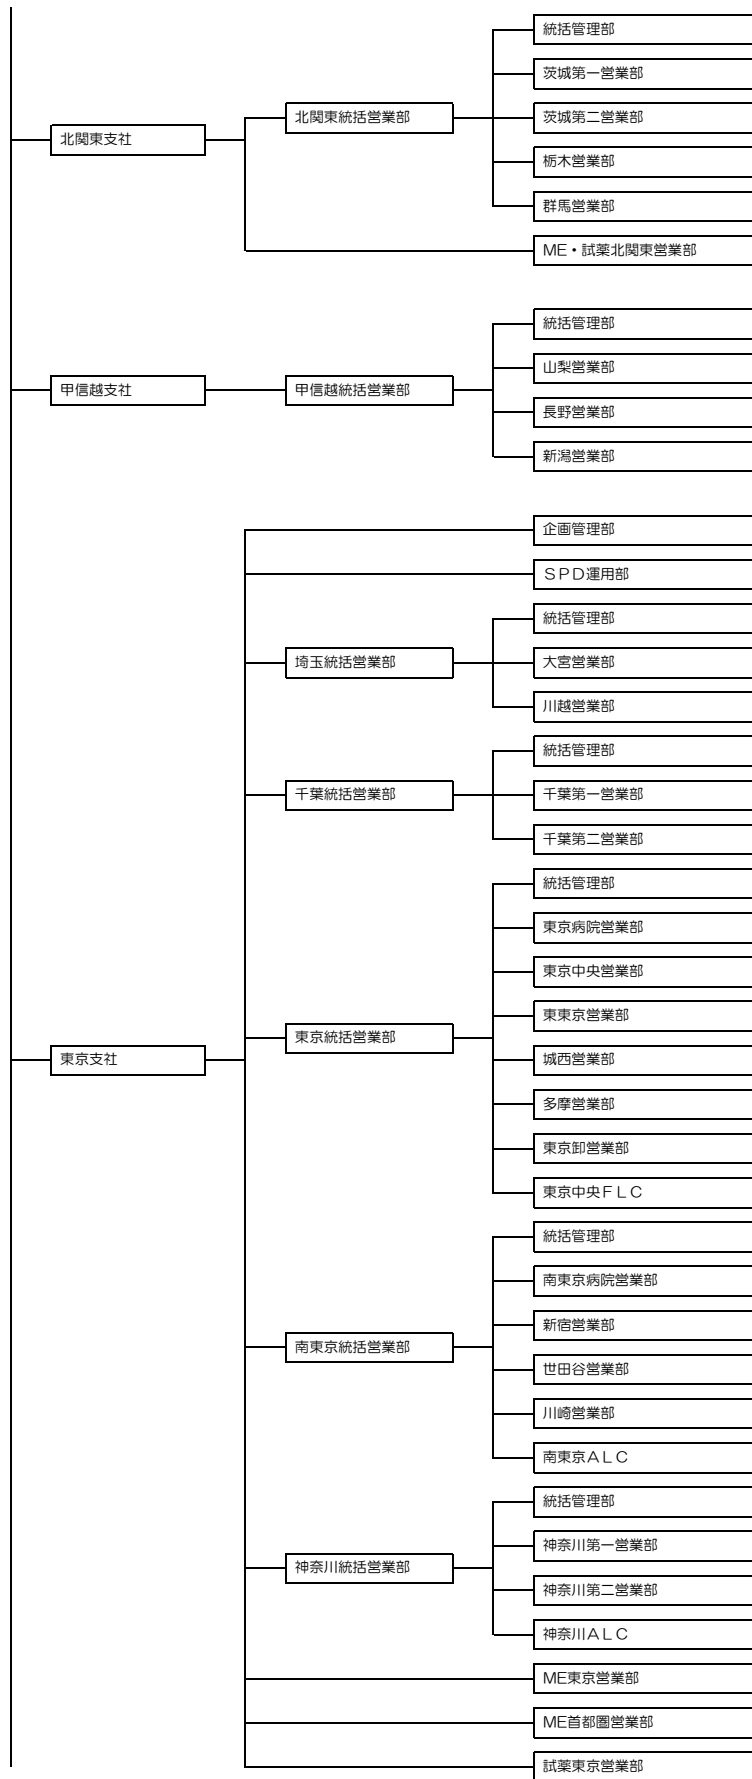 北関東支社
北関東統括営業部
統括管理部
茨城第一営業部
茨城第二営業部
栃木営業部
群馬営業部
ME・試薬北関東営業部
甲信越支社
甲信越統括営業部
統括管理部
山梨営業部
長野営業部
新潟営業部
東京支社
企画管理部
ＳＰＤ運用部
埼玉統括営業部
統括管理部
大宮営業部
川越営業部
千葉統括営業部
統括管理部
千葉第一営業部
千葉第二営業部
東京統括営業部
統括管理部
東京病院営業部
東京中央営業部
東東京営業部
城西営業部
多摩営業部
東京卸営業部
東京中央ＦＬＣ
南東京統括営業部
統括管理部
南東京病院営業部
新宿営業部
世田谷営業部
川崎営業部
南東京ＡＬＣ
神奈川統括営業部
統括管理部
神奈川第一営業部
神奈川第二営業部
神奈川ＡＬＣ
ME東京営業部
ME首都圏営業部
試薬東京営業部